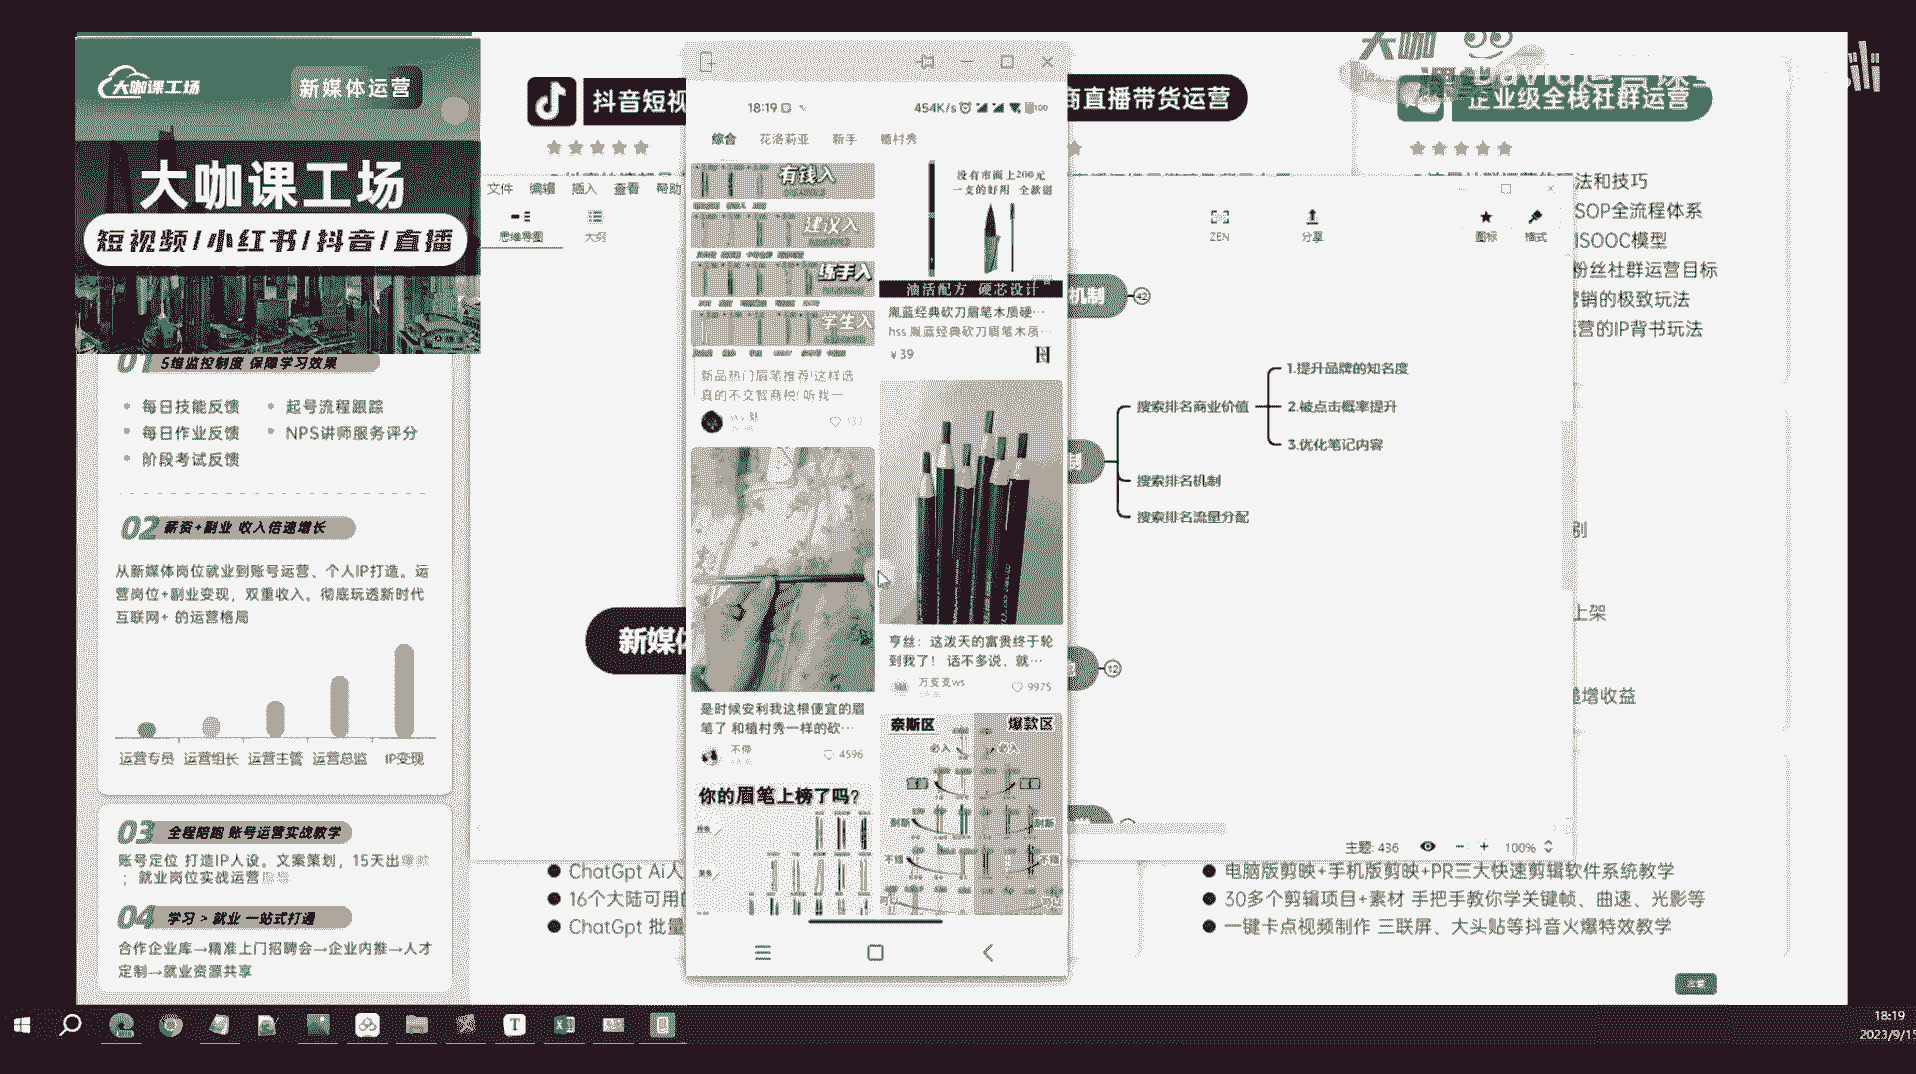 大咖课工场
新媒体运营
大咖课工场
短视频/小红书/抖音/直播
01 5维监控制度 保障学习效果
每日技能反馈
起号流程跟踪
每日作业反馈
NPS讲师服务评分
阶段考试反馈
02 薪资+副业 收入倍速增长
从新媒体岗位就业到账号运营、个人IP打造。运
营岗位+副业变现，双重收入。彻底玩透新时代
互联网+ 的运营格局
运营专员 运营组长 运营主管 运营总监 IP变现
03 全程陪跑 账号运营实战教学
账号定位 打造IP人设。文案策划，15天出爆款
；就业岗位实战运营
04 学习 > 就业 一站式打通
合作企业库→精准上门招聘会→企业内推→人才
定制→就业资源共享
抖音短视
文件 编辑 插入 查看 帮助
思维导图 大纲
新媒体
ChatGpt Ai人
16个大陆可用
ChatGpt 批量
18:19
454K/s
100
综合 花洛莉亚 新手 植村秀
有钱入
建议入
练手入
学生入
新品热门眉笔推荐!这样选
真的不交智商税! 听我一
没有市面上200元
一支的好用 全款退
油活配方 硬芯设计
胤蓝经典砍刀眉笔木质硬…
hss 胤蓝经典砍刀眉笔木质…
¥39
是时候安利我这根便宜的眉
笔了 和植村秀一样的砍…
不停
4596
亨丝：这泼天的富贵终于轮
到我了！ 话不多说、就…
万支支ws
9975
你的眉笔上榜了吗?
奈斯区 爆款区
必入 必入
耐斯 耐斯
不错 不错
商直播带货运营
大咖
企业级全栈社群运营
法和技巧
SOP全流程体系
ISOOC模型
粉丝社群运营目标
营销的极致玩法
运营的IP背书玩法
别
上架
递增收益
ZEN 分享 图标 格式
机制 42
制
搜索排名商业价值
1.提升品牌的知名度
2.被点击概率提升
3.优化笔记内容
搜索排名机制
搜索排名流量分配
12
主题: 436
100%
电脑版剪映+手机版剪映+PR三大快速剪辑软件系统教学
30多个剪辑项目+素材 手把手教你学关键帧、曲速、光影等
一键卡点视频制作 三联屏、大头贴等抖音火爆特效教学
18:19
2023/9/15